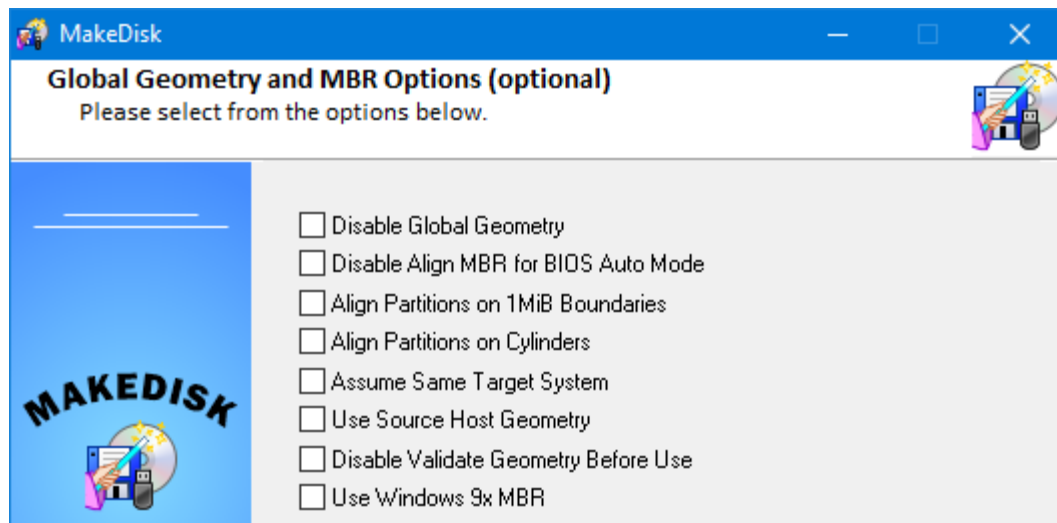 MakeDisk
Global Geometry and MBR Options (optional)
Please select from the options below.
Disable Global Geometry
Disable Align MBR for BIOS Auto Mode
Align Partitions on 1MiB Boundaries
Align Partitions on Cylinders
Assume Same Target System
Use Source Host Geometry
Disable Validate Geometry Before Use
Use Windows 9x MBR
MAKEDISK